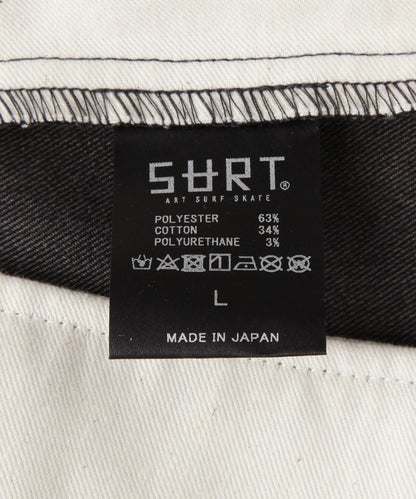 SURT®
ART SURF SKATE
POLYESTER 63%
COTTON 34%
POLYURETHANE 3%
L
MADE IN JAPAN